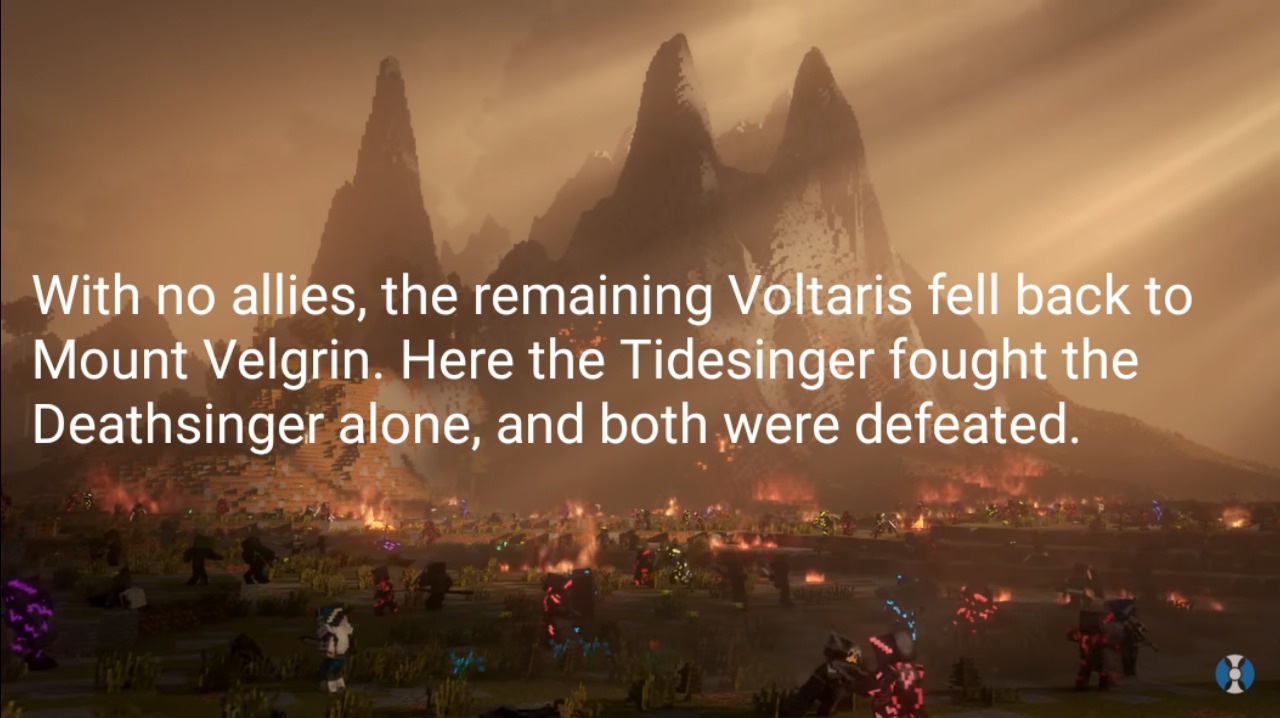 With no allies, the remaining Voltaris fell back to
Mount Velgrin. Here the Tidesinger fought the
Deathsinger alone, and both were defeated.